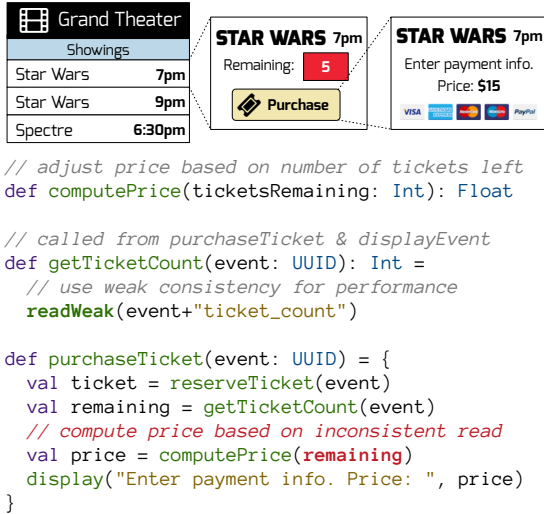 Grand Theater
Showings
Star Wars 7pm
Star Wars 9pm
Spectre 6:30pm
STAR WARS 7pm
Remaining: 5
Purchase
STAR WARS 7pm
Enter payment info.
Price: $15
VISA MasterCard Maestro PayPal
// adjust price based on number of tickets left
def computePrice(ticketsRemaining: Int): Float
// called from purchaseTicket & displayEvent
def getTicketCount(event: UUID): Int =
// use weak consistency for performance
readWeak(event+"ticket_count")
def purchaseTicket(event: UUID) = {
val ticket = reserveTicket(event)
val remaining = getTicketCount(event)
// compute price based on inconsistent read
val price = computePrice(remaining)
display("Enter payment info. Price: ", price)
}